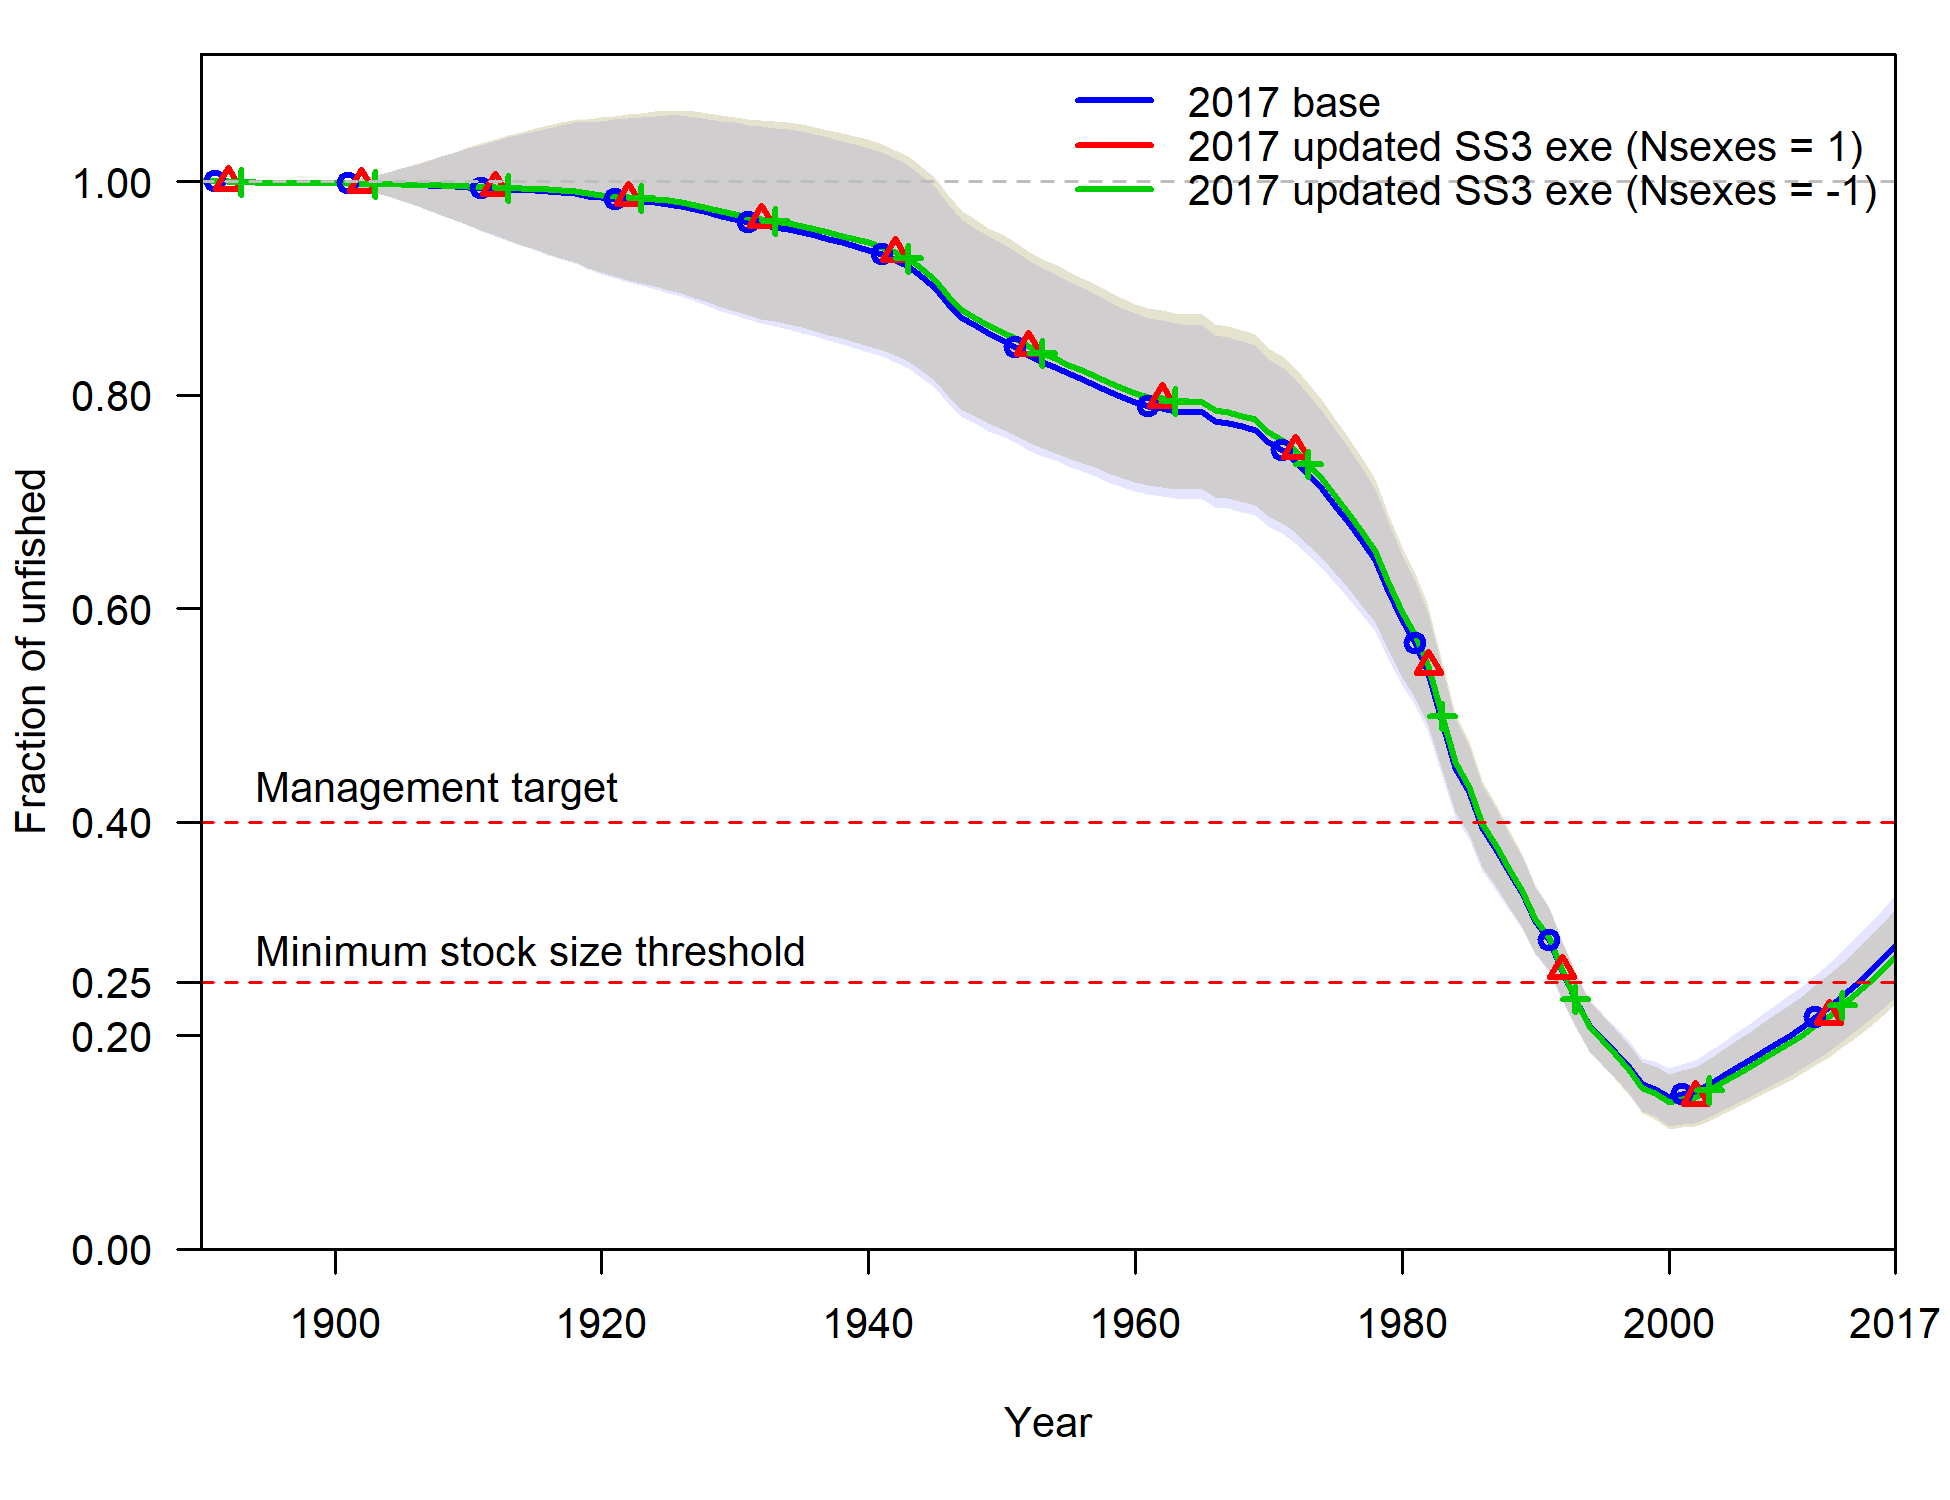 2017 base
2017 updated SS3 exe (Nsexes = 1)
2017 updated SS3 exe (Nsexes = -1)
1.00
0.80
0.60
0.40
0.25
0.20
0.00
Fraction of unfished
Management target
Minimum stock size threshold
1900 1920 1940 1960 1980 2000 2017
Year